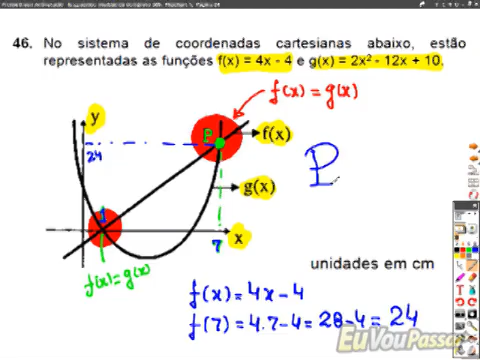 46. No sistema de coordenadas cartesianas abaixo, estão
representadas as funções f(x) = 4x - 4 e g(x) = 2x² - 12x + 10.
f(x) = g(x)
y
P
f(x)
24
P
g(x)
1
7
x
f(x)=g(x)
unidades em cm
f(x) = 4x - 4
f(7) = 4.7-4 = 28-4 = 24
EuVouPassar